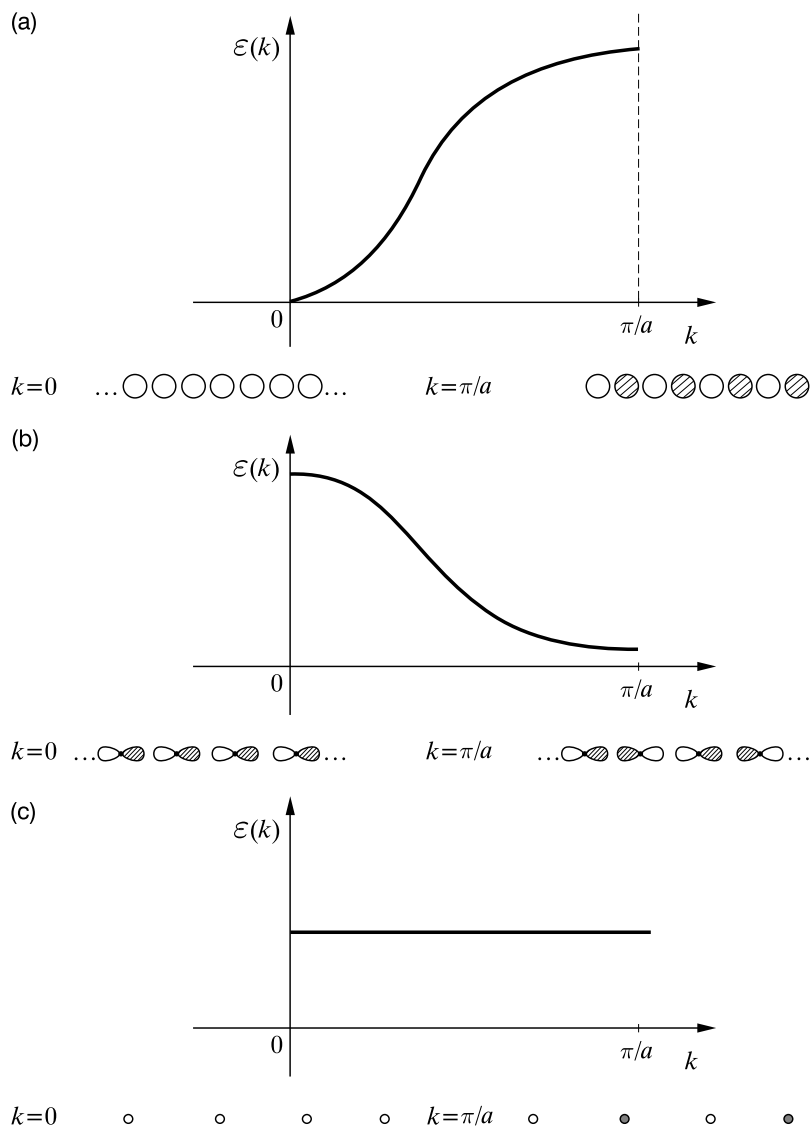 (a)
ε(k)
0
π/a
k
k=0 ... ... k=π/a
(b)
ε(k)
0
π/a
k
k=0 ... ... k=π/a ... ...
(c)
ε(k)
0
π/a
k
k=0 k=π/a